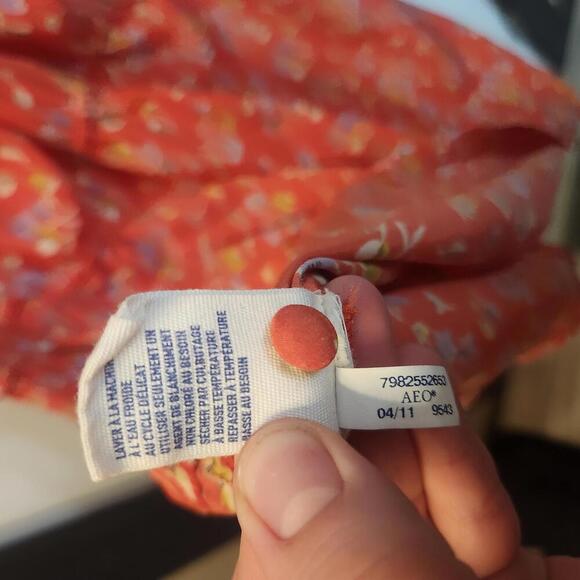 LAVER À LA MACHINE
À L'EAU FROIDE
AU CYCLE DÉLICAT
UTILISER SEULEMENT UN
AGENT DE BLANCHIMENT
NON CHLORÉ AU BESOIN
SÉCHER PAR CULBUTAGE
À BASSE TEMPÉRATURE
REPASSER À TEMPÉRATURE
BASSE AU BESOIN
7982552653
AEO®
04/11 9543